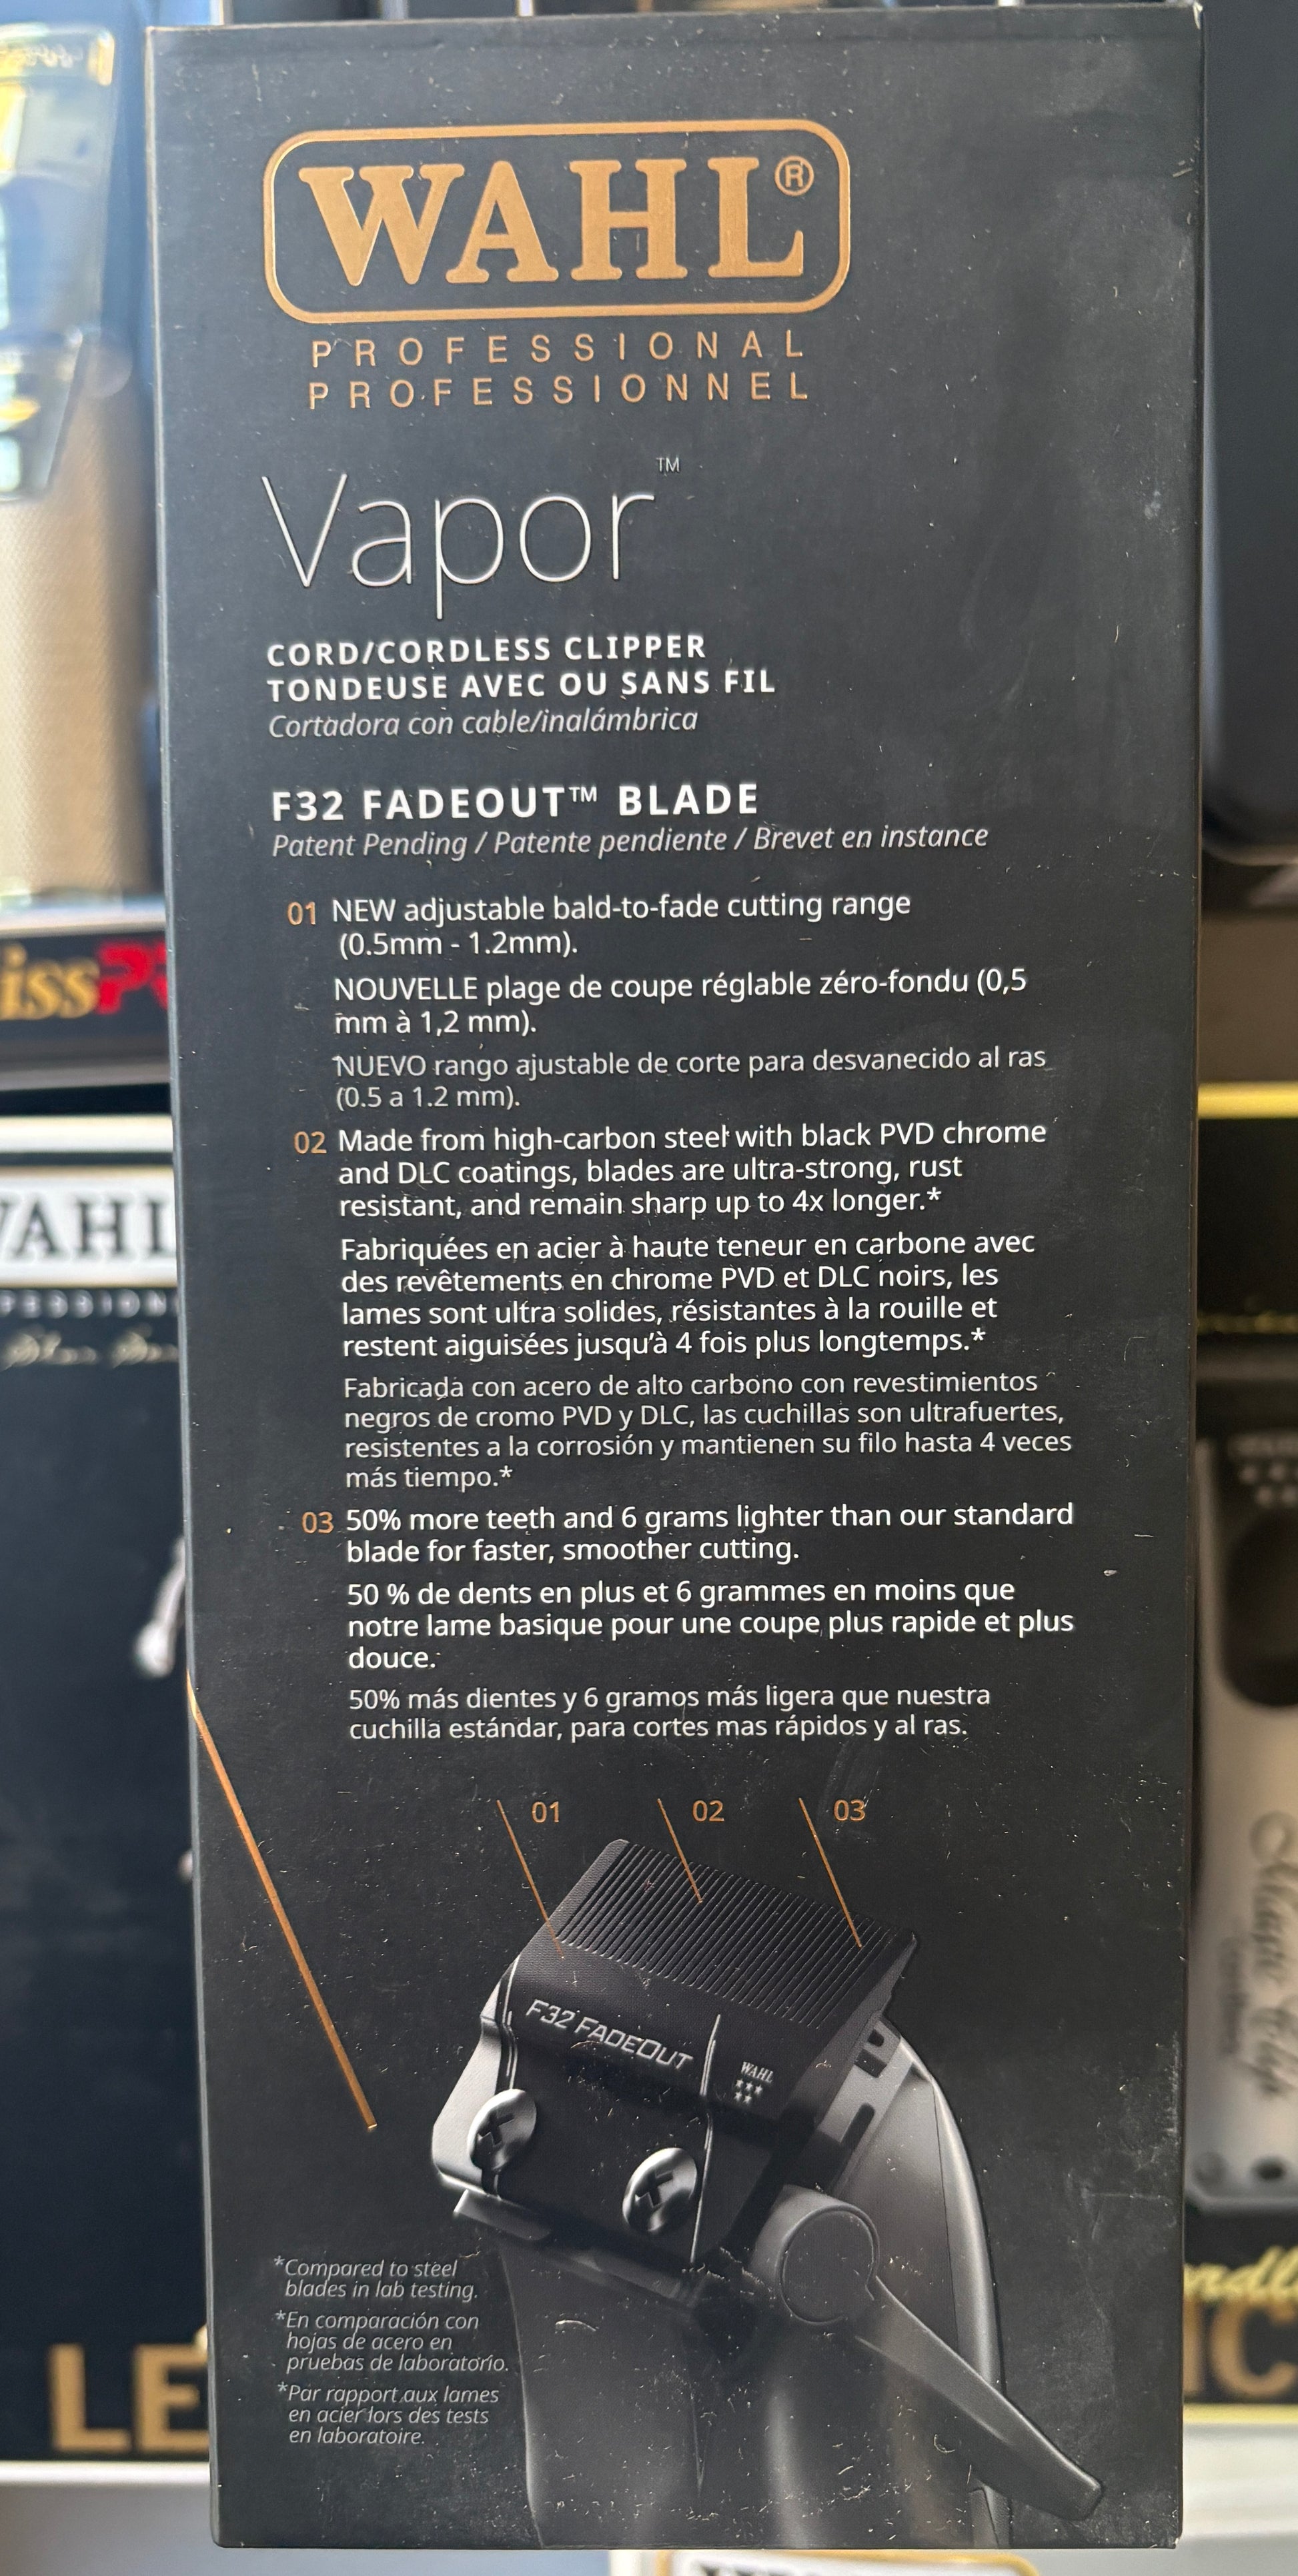 WAHL®
PROFESSIONAL
PROFESSIONNEL
Vapor™
CORD/CORDLESS CLIPPER
TONDEUSE AVEC OU SANS FIL
Cortadora con cable/inalámbrica
F32 FADEOUT™ BLADE
Patent Pending / Patente pendiente / Brevet en instance
01 NEW adjustable bald-to-fade cutting range
(0.5mm - 1.2mm).
NOUVELLE plage de coupe réglable zéro-fondu (0,5
mm à 1,2 mm).
NUEVO rango ajustable de corte para desvanecido al ras
(0.5 a 1.2 mm).
02 Made from high-carbon steel with black PVD chrome
and DLC coatings, blades are ultra-strong, rust
resistant, and remain sharp up to 4x longer.*
Fabriquées en acier à haute teneur en carbone avec
des revêtements en chrome PVD et DLC noirs, les
lames sont ultra solides, résistantes à la rouille et
restent aiguisées jusqu'à 4 fois plus longtemps.*
Fabricada con acero de alto carbono con revestimientos
negros de cromo PVD y DLC, las cuchillas son ultrafuertes,
resistentes a la corrosión y mantienen su filo hasta 4 veces
más tiempo.*
03 50% more teeth and 6 grams lighter than our standard
blade for faster, smoother cutting.
50 % de dents en plus et 6 grammes en moins que
notre lame basique pour une coupe plus rapide et plus
douce.
50% más dientes y 6 gramos más ligera que nuestra
cuchilla estándar, para cortes mas rápidos y al ras.
01 02 03
F32 FADEOUT
WAHL
*Compared to steel
blades in lab testing.
*En comparación con
hojas de acero en
pruebas de laboratorio.
*Par rapport aux lames
en acier lors des tests
en laboratoire.
issP
WAHL
LE